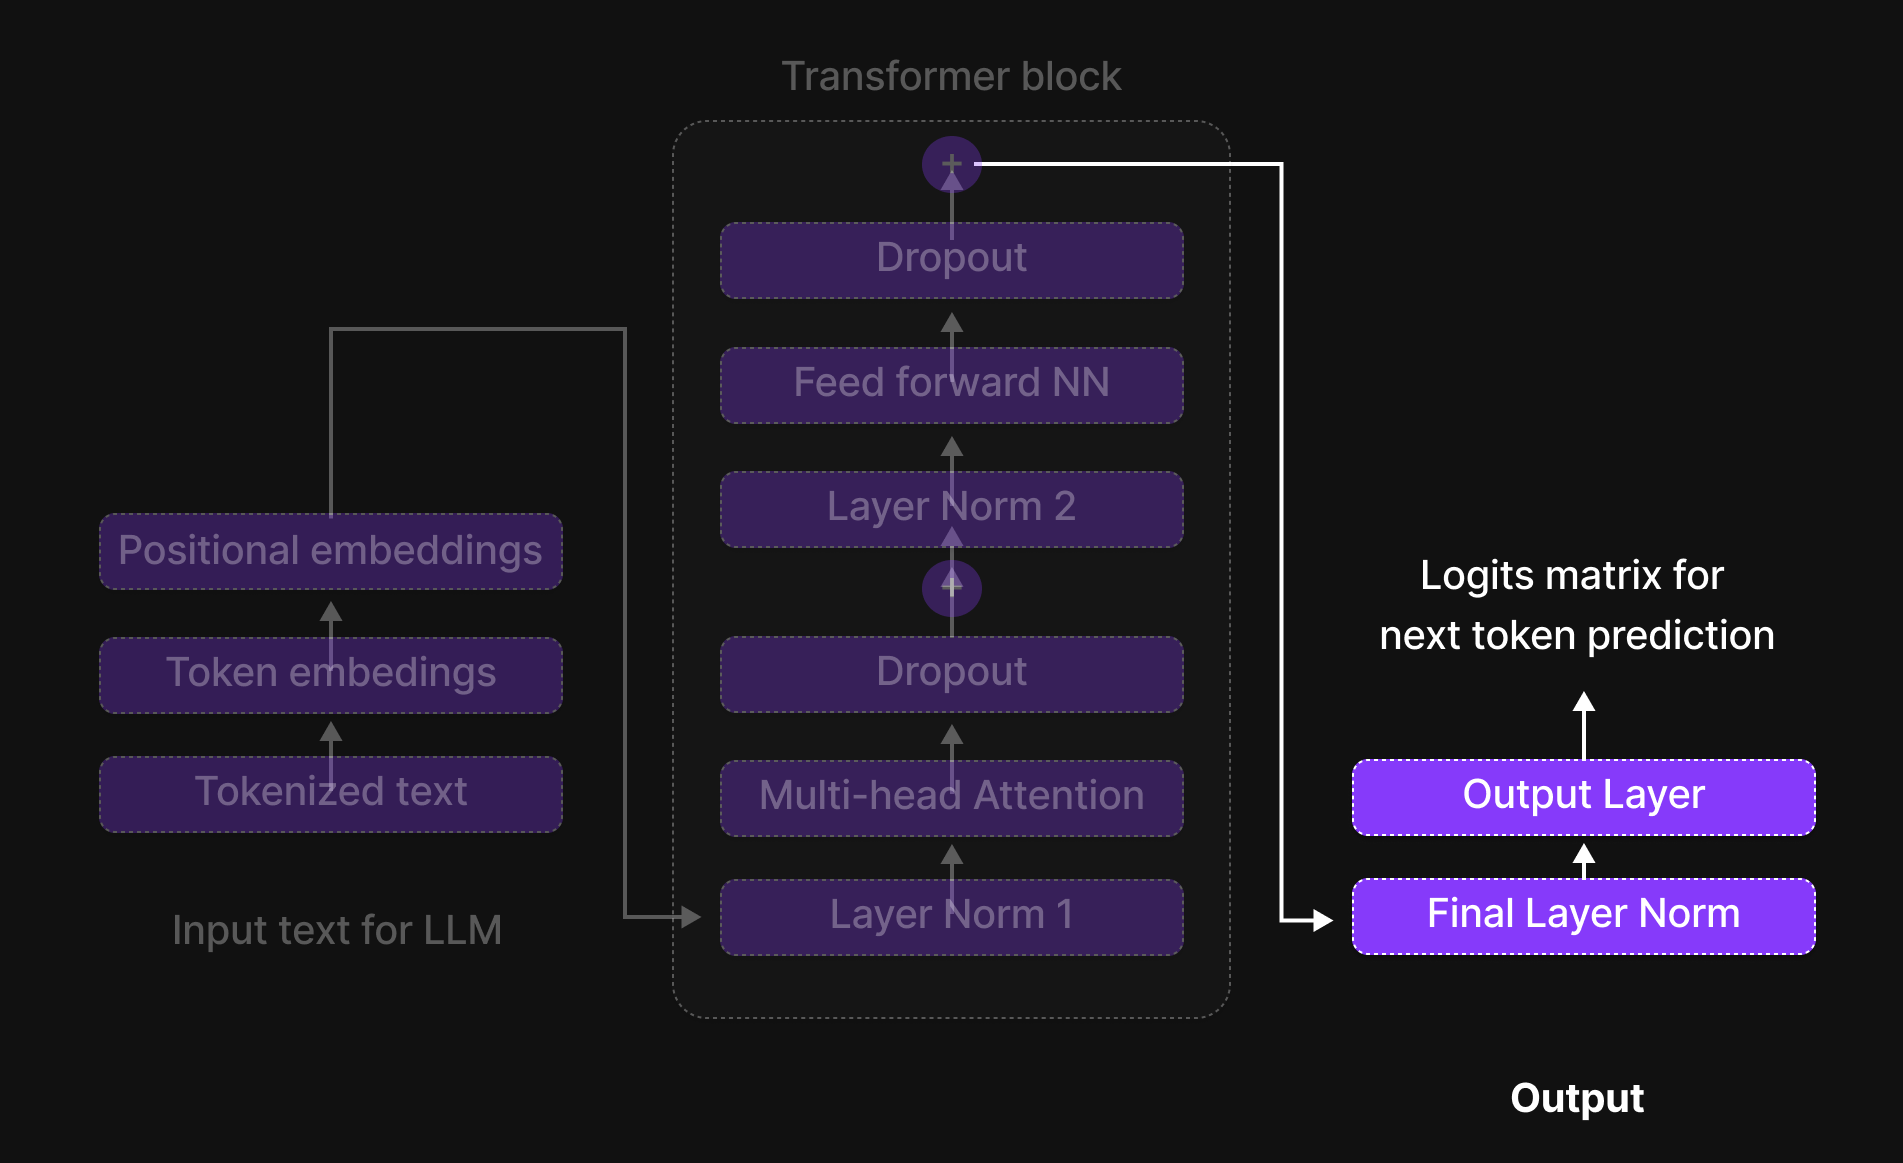 Transformer block
+
Dropout
Feed forward NN
Layer Norm 2
+
Dropout
Multi-head Attention
Layer Norm 1
Positional embeddings
Token embedings
Tokenized text
Input text for LLM
Logits matrix for
next token prediction
Output Layer
Final Layer Norm
Output